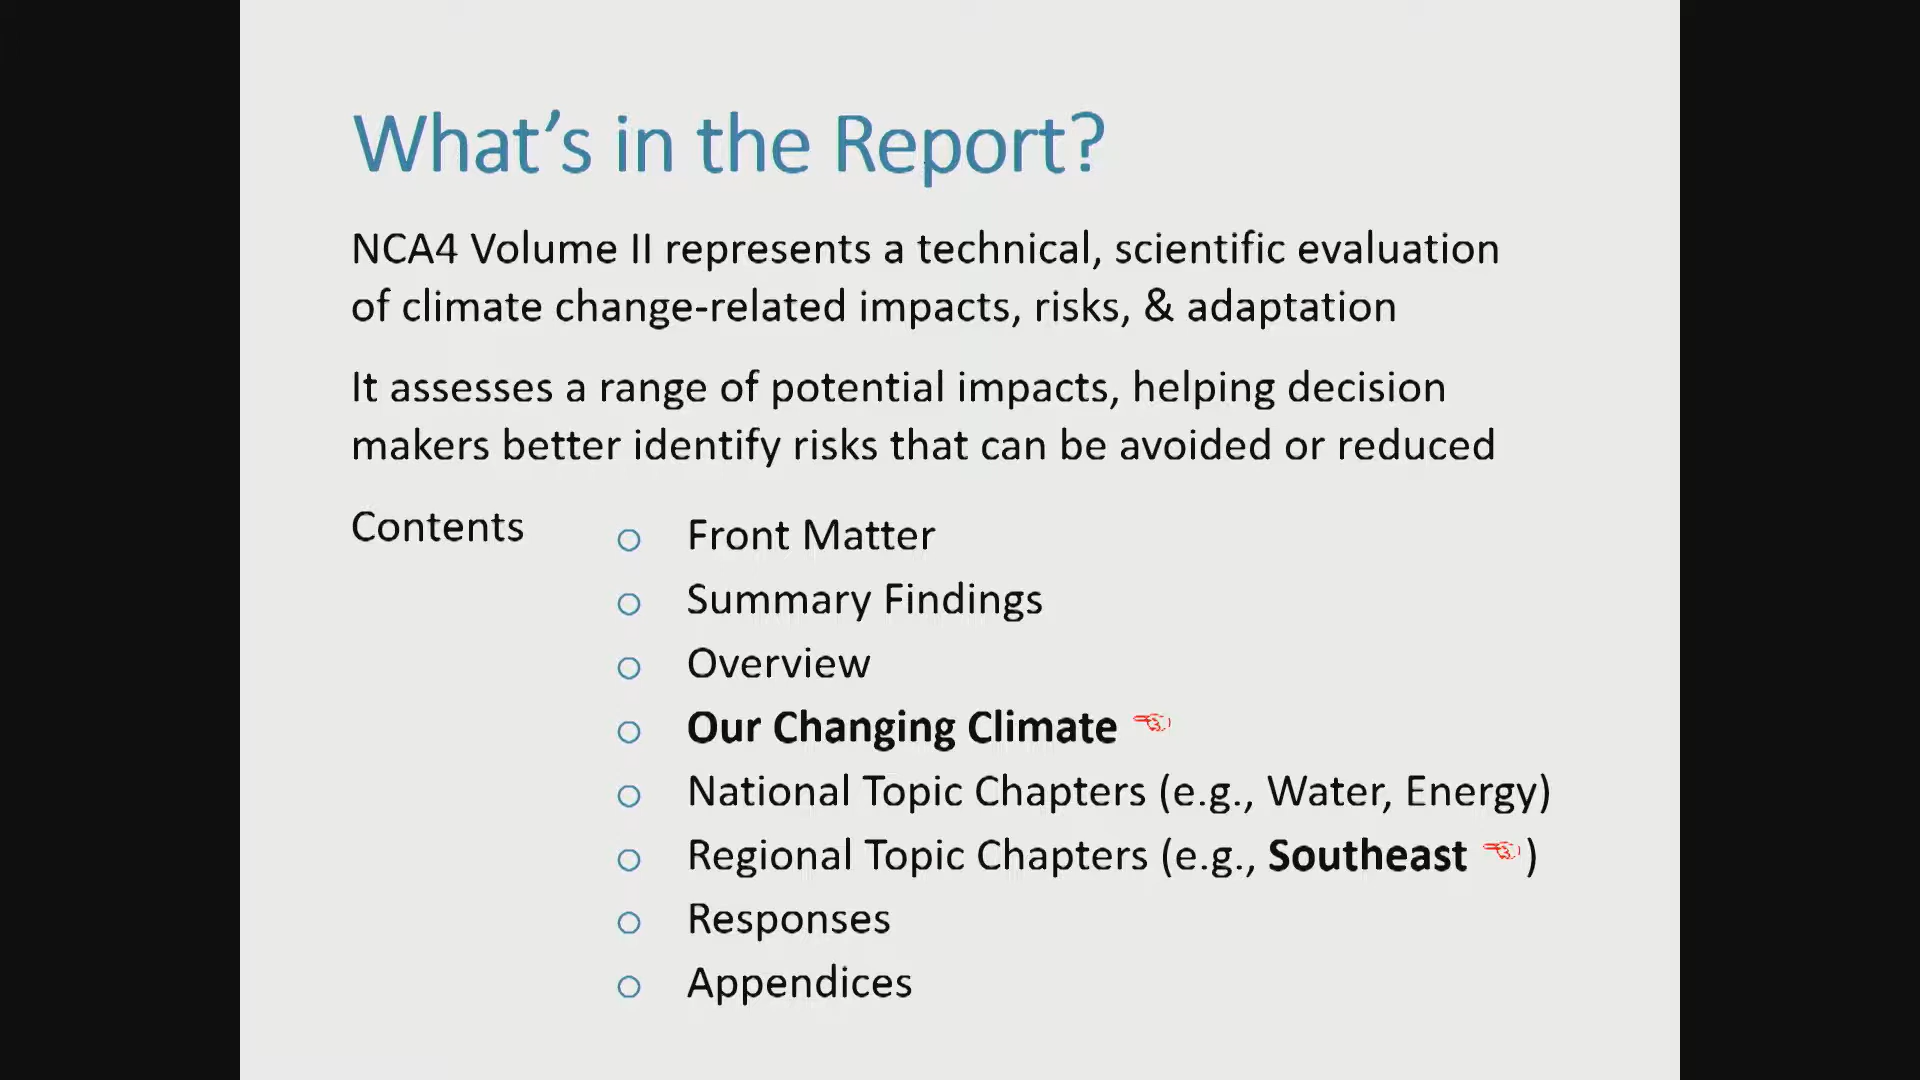 What’s in the Report?
NCA4 Volume II represents a technical, scientific evaluation
of climate change-related impacts, risks, & adaptation
It assesses a range of potential impacts, helping decision
makers better identify risks that can be avoided or reduced
Contents
○ Front Matter
○ Summary Findings
○ Overview
○ Our Changing Climate ☜
○ National Topic Chapters (e.g., Water, Energy)
○ Regional Topic Chapters (e.g., Southeast ☜)
○ Responses
○ Appendices